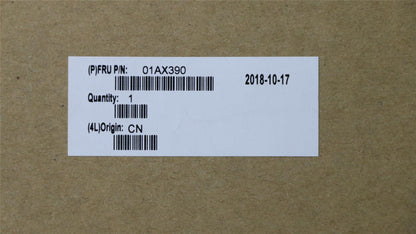 (P)FRU P/N: 01AX390
2018-10-17
Quantity: 1
(4L)Origin: CN